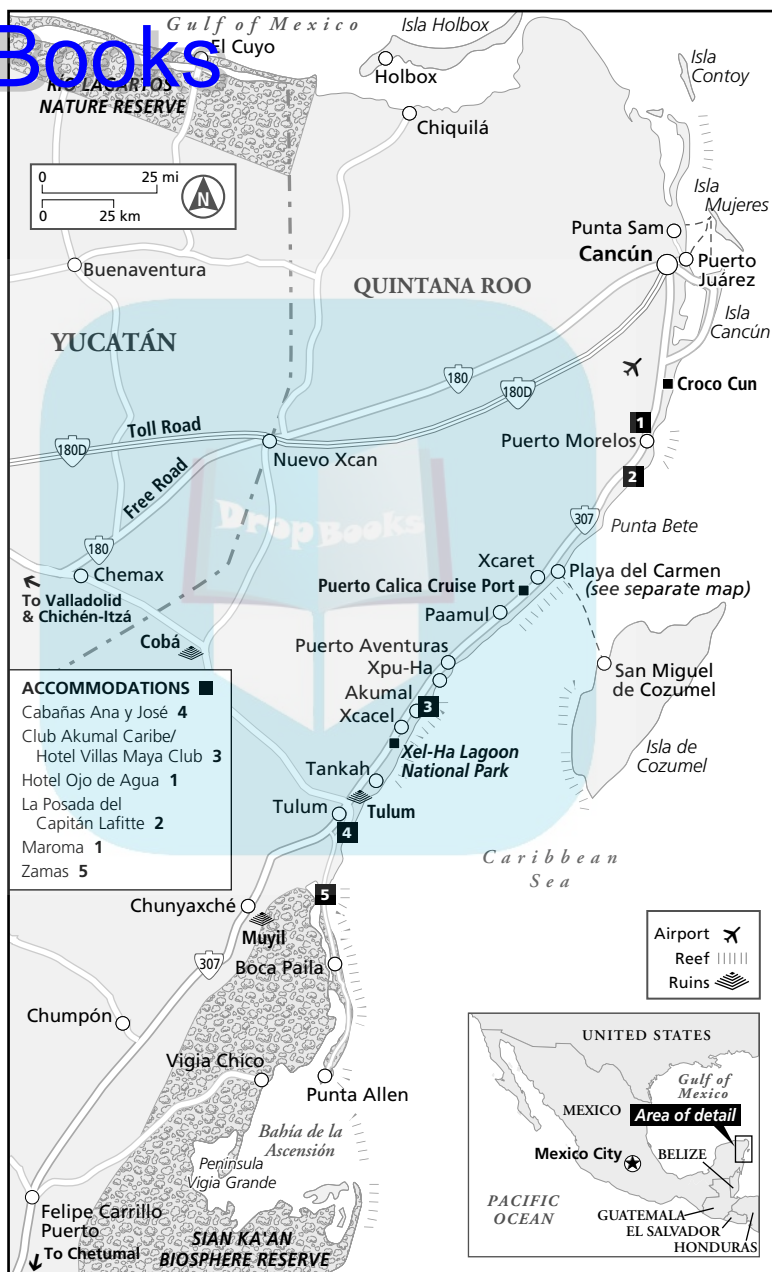 Books
Gulf of Mexico
Isla Holbox
El Cuyo
Isla
Contoy
RÍO LAGARTOS
NATURE RESERVE
Holbox
Chiquilá
0 25 mi
0 25 km
N
Isla
Mujeres
Punta Sam
Cancún
Puerto
Juárez
Buenaventura
QUINTANA ROO
Isla
Cancún
YUCATÁN
180
180D
Croco Cun
Toll Road
1
180D
Puerto Morelos
Nuevo Xcan
Free Road
2
Drop Books
307
Punta Bete
180
Chemax
Xcaret
Playa del Carmen
(see separate map)
To Valladolid
& Chichén-Itzá
Puerto Calica Cruise Port
Paamul
Cobá
Puerto Aventuras
Xpu-Ha
San Miguel
de Cozumel
Akumal
3
Xcacel
Isla de
Cozumel
Xel-Ha Lagoon
National Park
Tankah
Tulum
Tulum
4
ACCOMMODATIONS
Cabañas Ana y José 4
Club Akumal Caribe/
Hotel Villas Maya Club 3
Hotel Ojo de Agua 1
La Posada del
Capitán Lafitte 2
Maroma 1
Zamas 5
Caribbean
Sea
5
Chunyaxché
Muyil
307
Boca Paila
Airport
Reef
Ruins
Chumpón
Vigia Chico
Punta Allen
Bahía de la
Ascensión
Peninsula
Vigia Grande
Felipe Carrillo
Puerto
To Chetumal
SIAN KA'AN
BIOSPHERE RESERVE
UNITED STATES
Gulf of
Mexico
MEXICO
Area of detail
Mexico City
BELIZE
PACIFIC
OCEAN
GUATEMALA
EL SALVADOR
HONDURAS